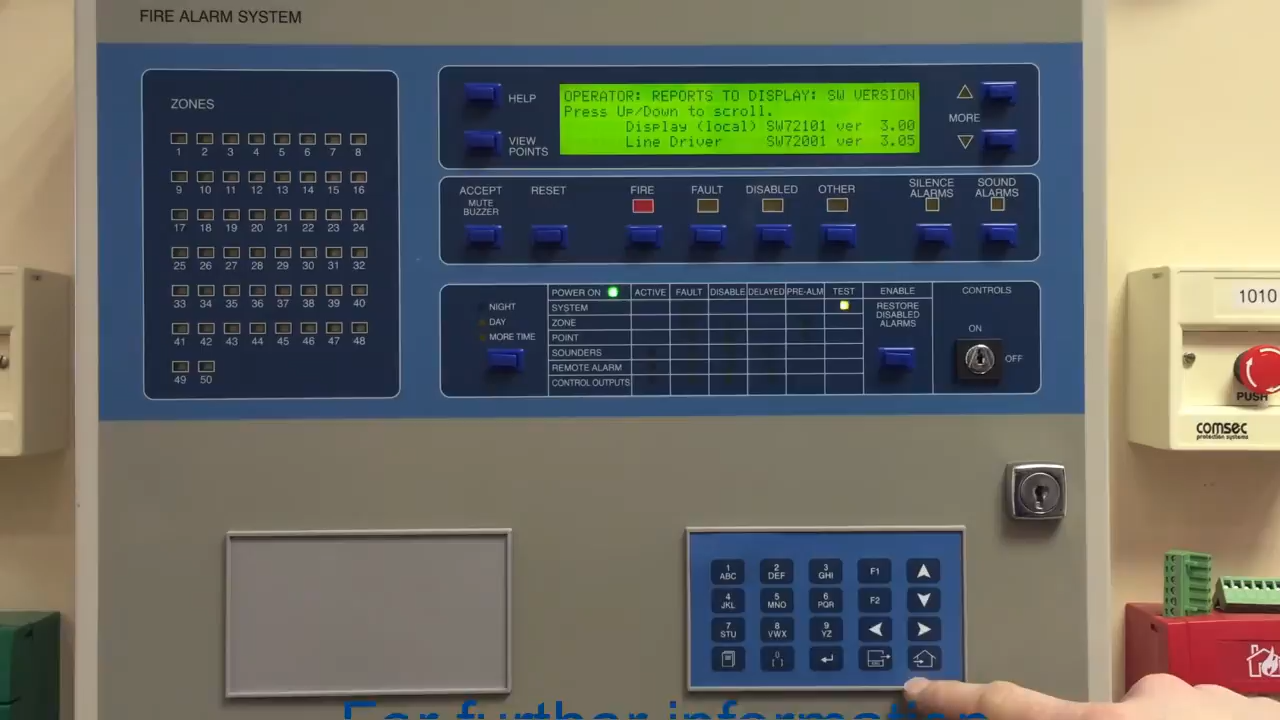 FIRE ALARM SYSTEM
ZONES
1 2 3 4 5 6 7 8
9 10 11 12 13 14 15 16
17 18 19 20 21 22 23 24
25 26 27 28 29 30 31 32
33 34 35 36 37 38 39 40
41 42 43 44 45 46 47 48
49 50
HELP
VIEW
POINTS
OPERATOR: REPORTS TO DISPLAY: SW VERSION
Press Up/Down to scroll.
Display (local) SW72101 ver 3.00
Line Driver SW72001 ver 3.05
MORE
ACCEPT
MUTE
BUZZER
RESET
FIRE
FAULT
DISABLED
OTHER
SILENCE
ALARMS
SOUND
ALARMS
NIGHT
DAY
MORE TIME
POWER ON ACTIVE FAULT DISABLE DELAYED PRE-ALM TEST
SYSTEM
ZONE
POINT
SOUNDERS
REMOTE ALARM
CONTROL OUTPUTS
ENABLE
RESTORE
DISABLED
ALARMS
CONTROLS
ON
OFF
1010
PUSH
comsec
protection systems
1 2 3 F1
ABC DEF GHI
4 5 6 F2
JKL MNO PQR
7 8 9
STU VWX YZ
For further information